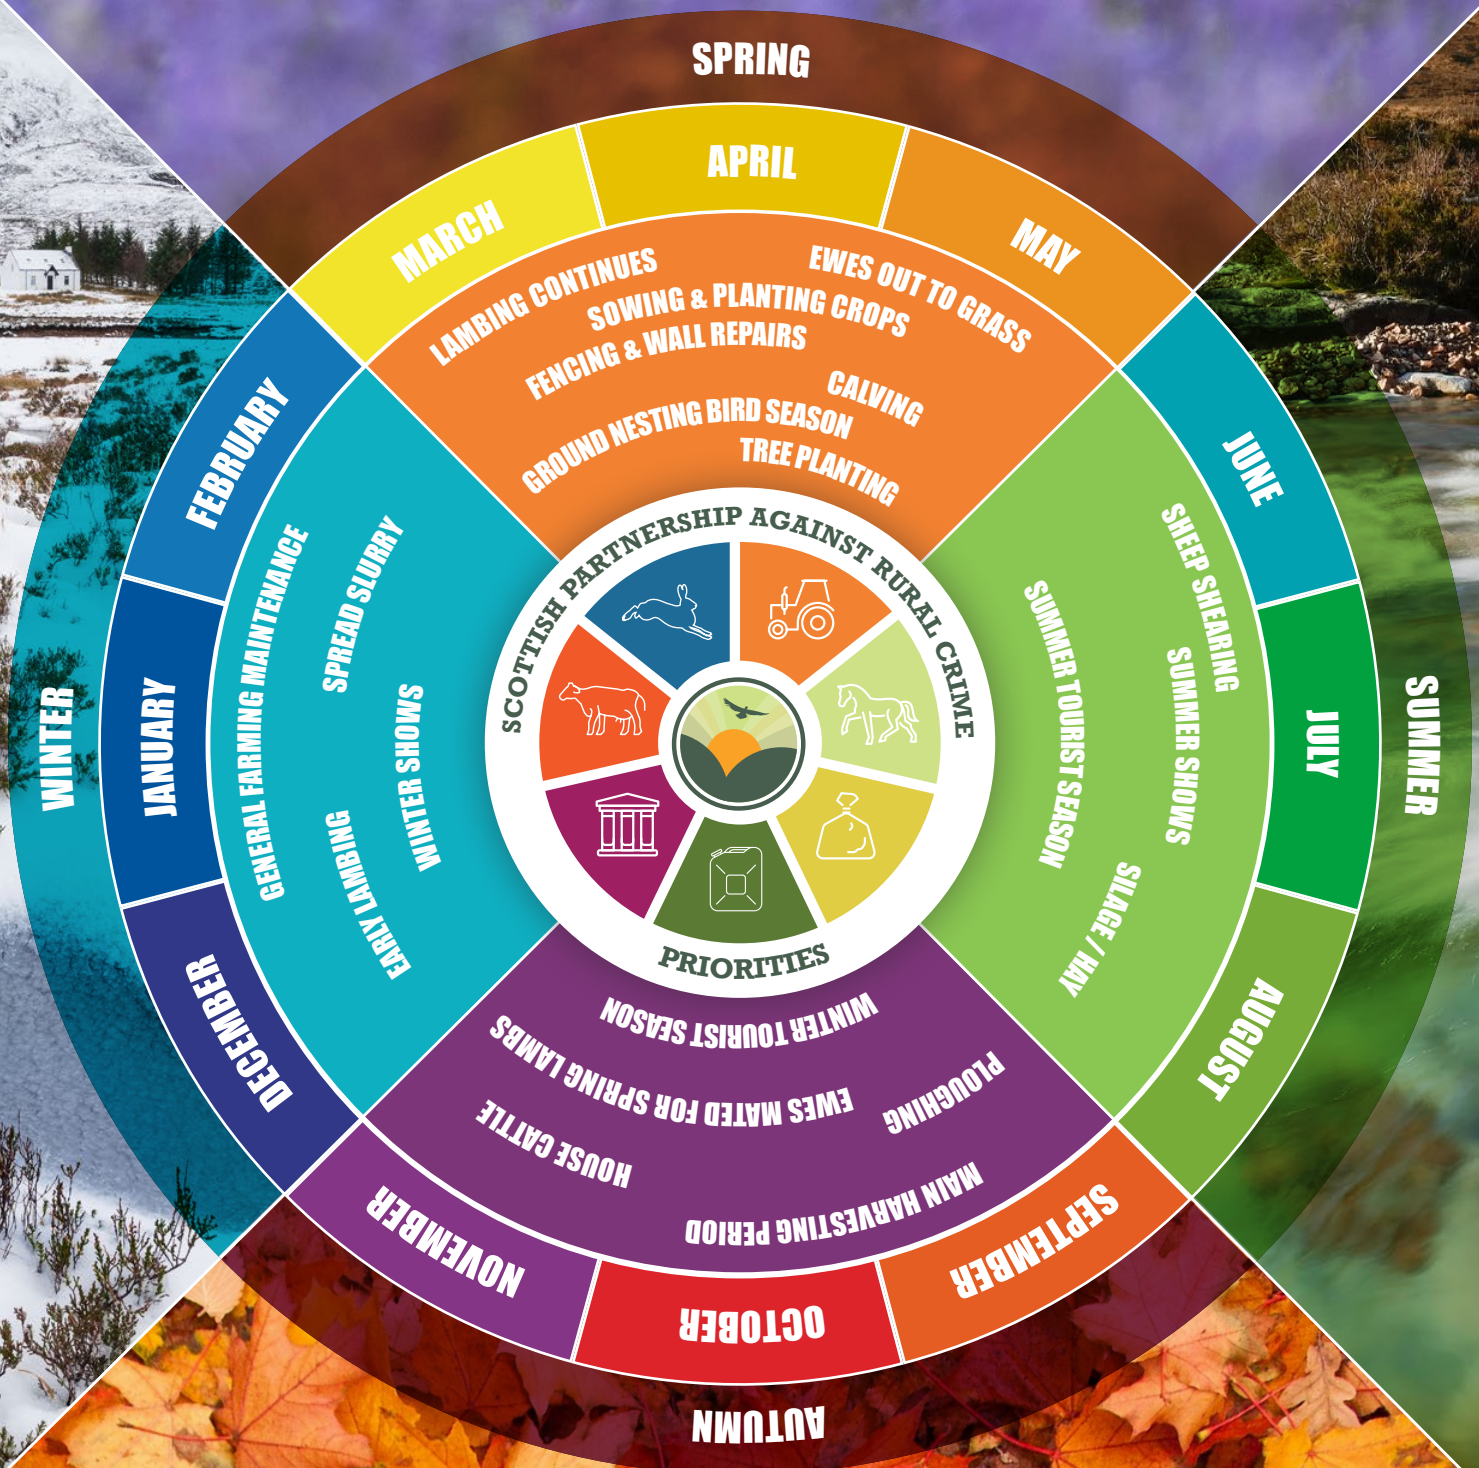 SPRING
MARCH
APRIL
MAY
LAMBING CONTINUES
EWES OUT TO GRASS
SOWING & PLANTING CROPS
FENCING & WALL REPAIRS
CALVING
GROUND NESTING BIRD SEASON
TREE PLANTING
SUMMER
JUNE
JULY
AUGUST
SHEEP SHEARING
SUMMER TOURIST SEASON
SUMMER SHOWS
SILAGE / HAY
AUTUMN
SEPTEMBER
OCTOBER
NOVEMBER
WINTER TOURIST SEASON
PLOUGHING
EWES MATED FOR SPRING LAMBS
HOUSE CATTLE
MAIN HARVESTING PERIOD
WINTER
DECEMBER
JANUARY
FEBRUARY
GENERAL FARMING MAINTENANCE
SPREAD SLURRY
WINTER SHOWS
EARLY LAMBING
SCOTTISH PARTNERSHIP AGAINST RURAL CRIME
PRIORITIES